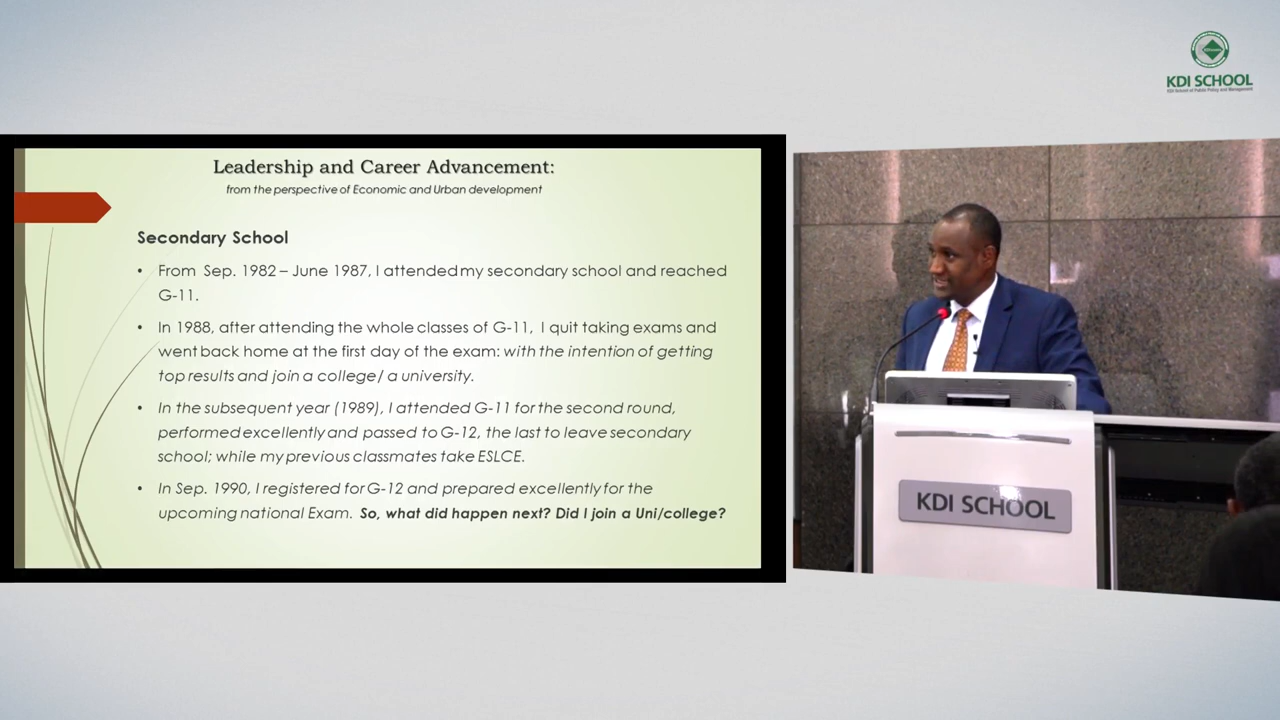 KDI SCHOOL
KDI School of Public Policy and Management
Leadership and Career Advancement:
from the perspective of Economic and Urban development
Secondary School
• From Sep. 1982 – June 1987, I attended my secondary school and reached
G-11.
• In 1988, after attending the whole classes of G-11, I quit taking exams and
went back home at the first day of the exam: with the intention of getting
top results and join a college/ a university.
• In the subsequent year (1989), I attended G-11 for the second round,
performed excellently and passed to G-12, the last to leave secondary
school; while my previous classmates take ESLCE.
• In Sep. 1990, I registered for G-12 and prepared excellently for the
upcoming national Exam. So, what did happen next? Did I join a Uni/college?
KDI SCHOOL